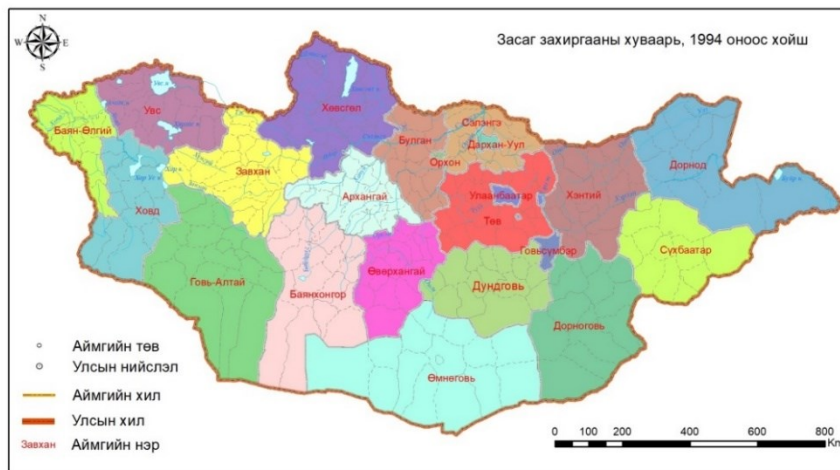 Засаг захиргааны хуваарь, 1994 оноос хойш
N
W E
S
Увс
Баян-Өлгий
Ховд
Завхан
Хөвсгөл
Архангай
Булган
Орхон
Сэлэнгэ
Дархан-Уул
Улаанбаатар
Төв
Хэнтий
Дорнод
Сүхбаатар
Говьсүмбэр
Говь-Алтай
Баянхонгор
Өвөрхангай
Дундговь
Дорноговь
Өмнөговь
Аймгийн төв
Улсын нийслэл
Аймгийн хил
Улсын хил
Завхан Аймгийн нэр
0 100 200 400 600 800
Km